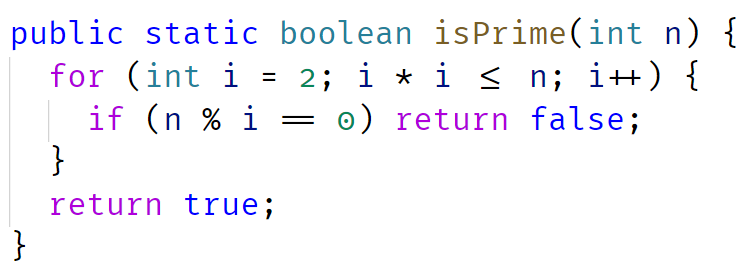 public static boolean isPrime(int n) {
  for (int i = 2; i * i <= n; i++) {
    if (n % i == 0) return false;
  }
  return true;
}